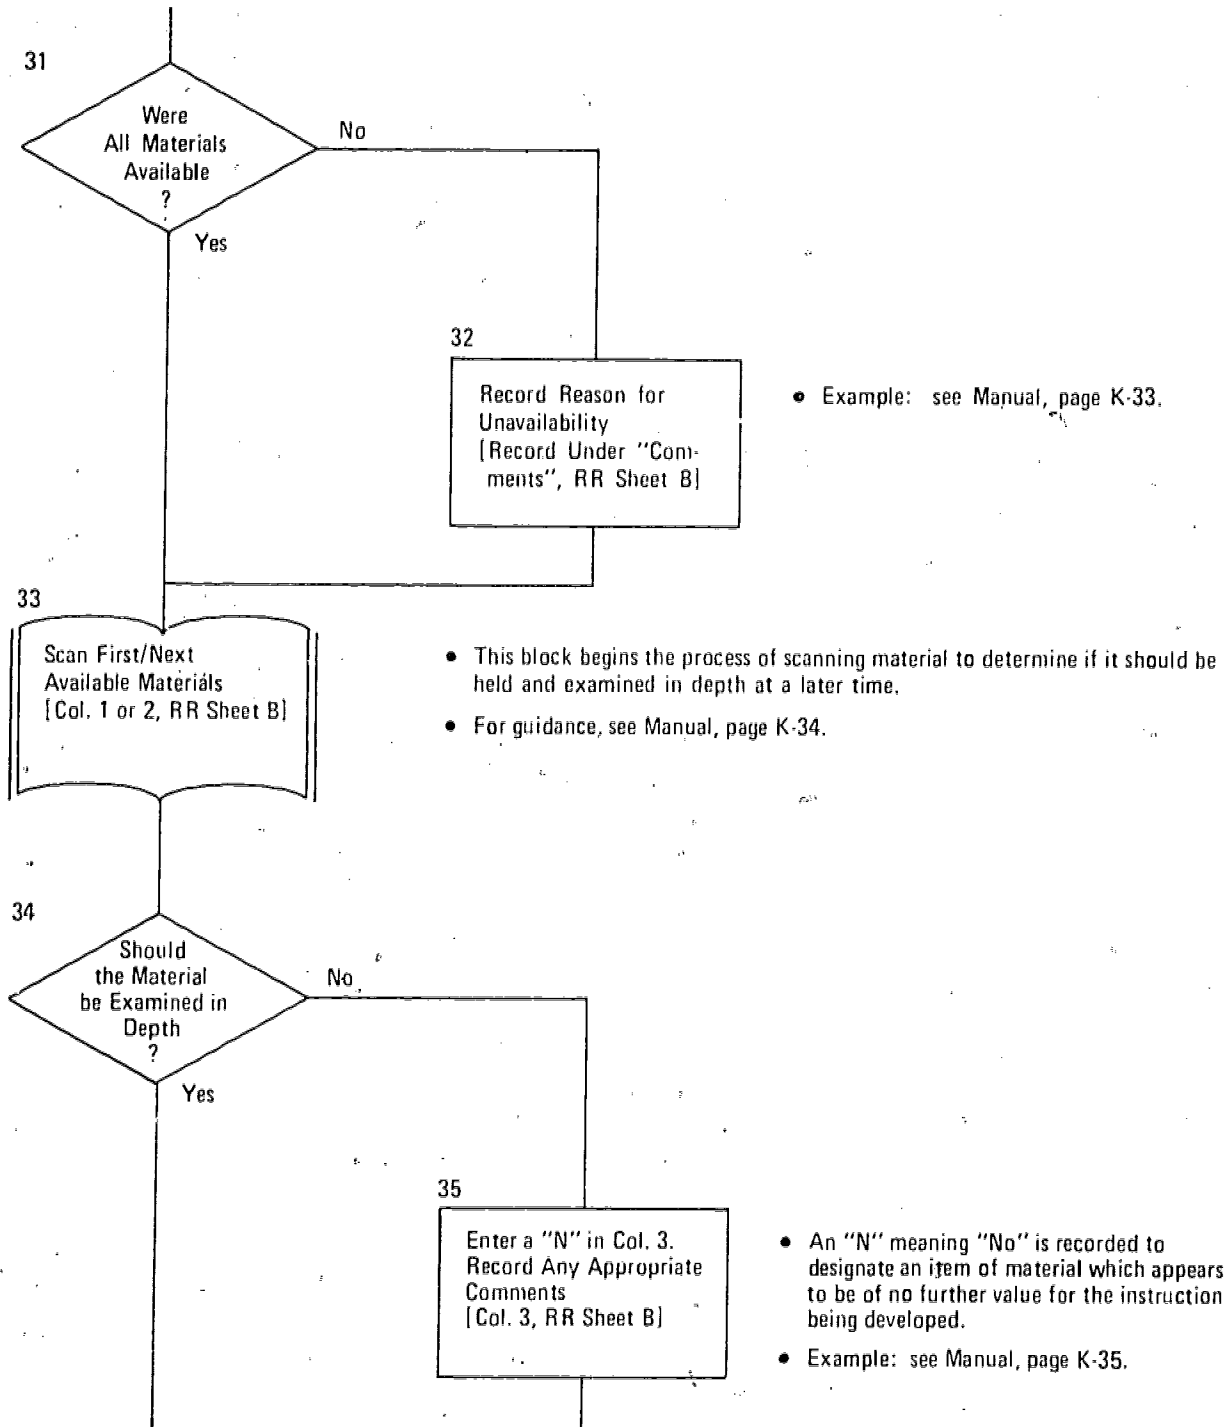 31
Were
All Materials
Available
?
No
Yes
32
Record Reason for
Unavailability
[Record Under "Com-
ments", RR Sheet B]
• Example: see Manual, page K-33.
33
Scan First/Next
Available Materials
[Col. 1 or 2, RR Sheet B]
• This block begins the process of scanning material to determine if it should be
held and examined in depth at a later time.
• For guidance, see Manual, page K-34.
34
Should
the Material
be Examined in
Depth
?
No
Yes
35
Enter a "N" in Col. 3.
Record Any Appropriate
Comments
[Col. 3, RR Sheet B]
• An "N" meaning "No" is recorded to
designate an item of material which appears
to be of no further value for the instruction
being developed.
• Example: see Manual, page K-35.